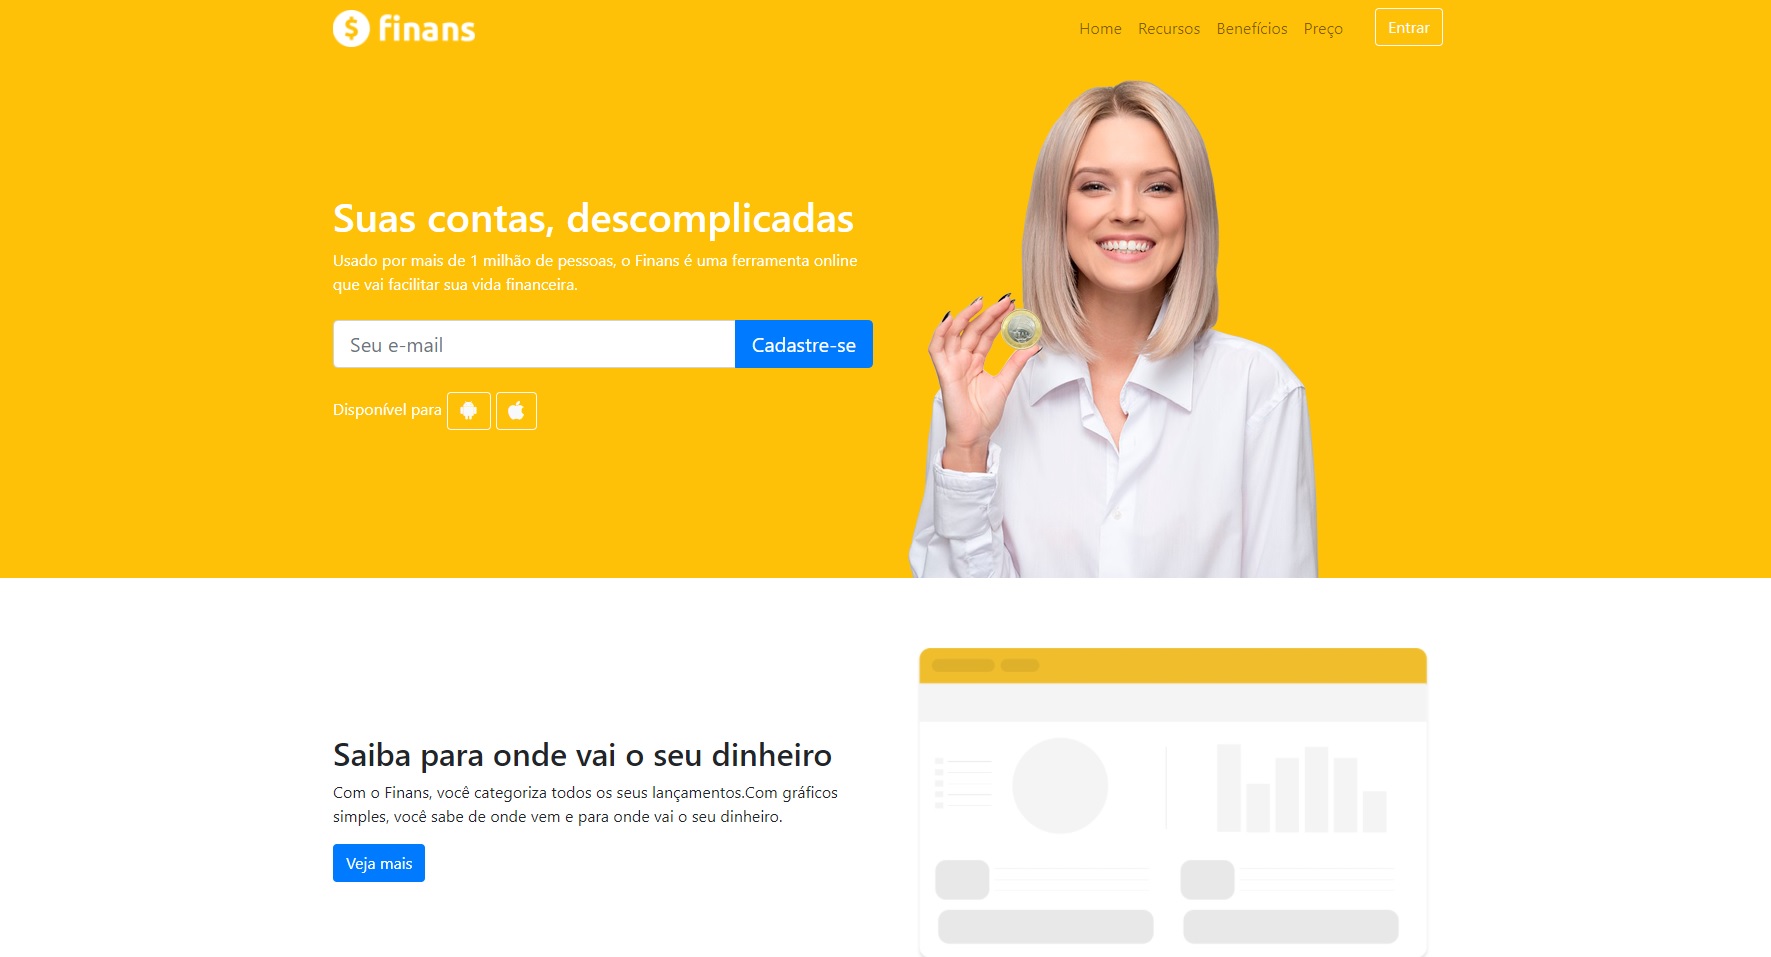 finans
Home
Recursos
Benefícios
Preço
Entrar
Suas contas, descomplicadas
Usado por mais de 1 milhão de pessoas, o Finans é uma ferramenta online
que vai facilitar sua vida financeira.
Seu e-mail
Cadastre-se
Disponível para
Saiba para onde vai o seu dinheiro
Com o Finans, você categoriza todos os seus lançamentos.Com gráficos
simples, você sabe de onde vem e para onde vai o seu dinheiro.
Veja mais